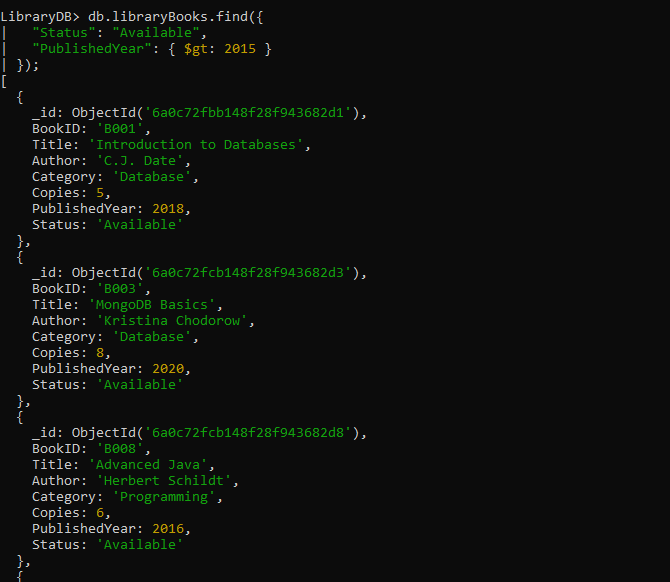 LibraryDB> db.libraryBooks.find({
|   "Status": "Available",
|   "PublishedYear": { $gt: 2015 }
| });
[
  {
    _id: ObjectId('6a0c72fbb148f28f943682d1'),
    BookID: 'B001',
    Title: 'Introduction to Databases',
    Author: 'C.J. Date',
    Category: 'Database',
    Copies: 5,
    PublishedYear: 2018,
    Status: 'Available'
  },
  {
    _id: ObjectId('6a0c72fcb148f28f943682d3'),
    BookID: 'B003',
    Title: 'MongoDB Basics',
    Author: 'Kristina Chodorow',
    Category: 'Database',
    Copies: 8,
    PublishedYear: 2020,
    Status: 'Available'
  },
  {
    _id: ObjectId('6a0c72fcb148f28f943682d8'),
    BookID: 'B008',
    Title: 'Advanced Java',
    Author: 'Herbert Schildt',
    Category: 'Programming',
    Copies: 6,
    PublishedYear: 2016,
    Status: 'Available'
  },
  {